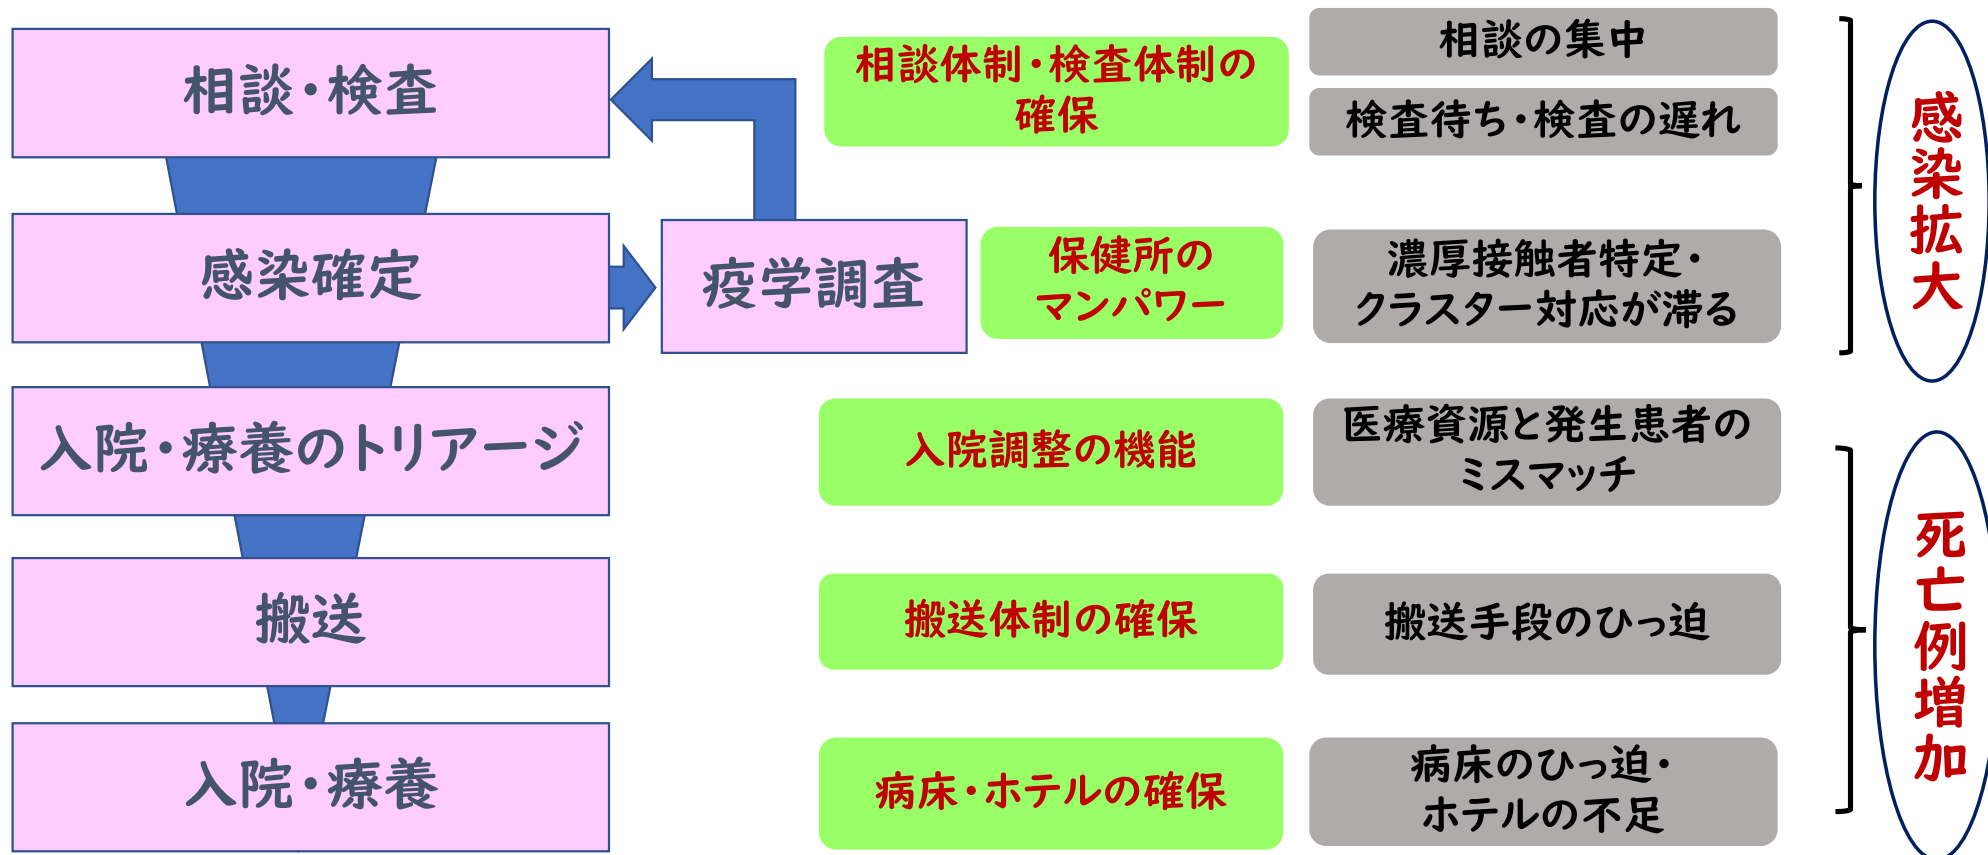 相談・検査
相談体制・検査体制の
確保
相談の集中
検査待ち・検査の遅れ
感染拡大
感染確定
疫学調査
保健所の
マンパワー
濃厚接触者特定・
クラスター対応が滞る
入院・療養のトリアージ
入院調整の機能
医療資源と発生患者の
ミスマッチ
死亡例増加
搬送
搬送体制の確保
搬送手段のひっ迫
入院・療養
病床・ホテルの確保
病床のひっ迫・
ホテルの不足